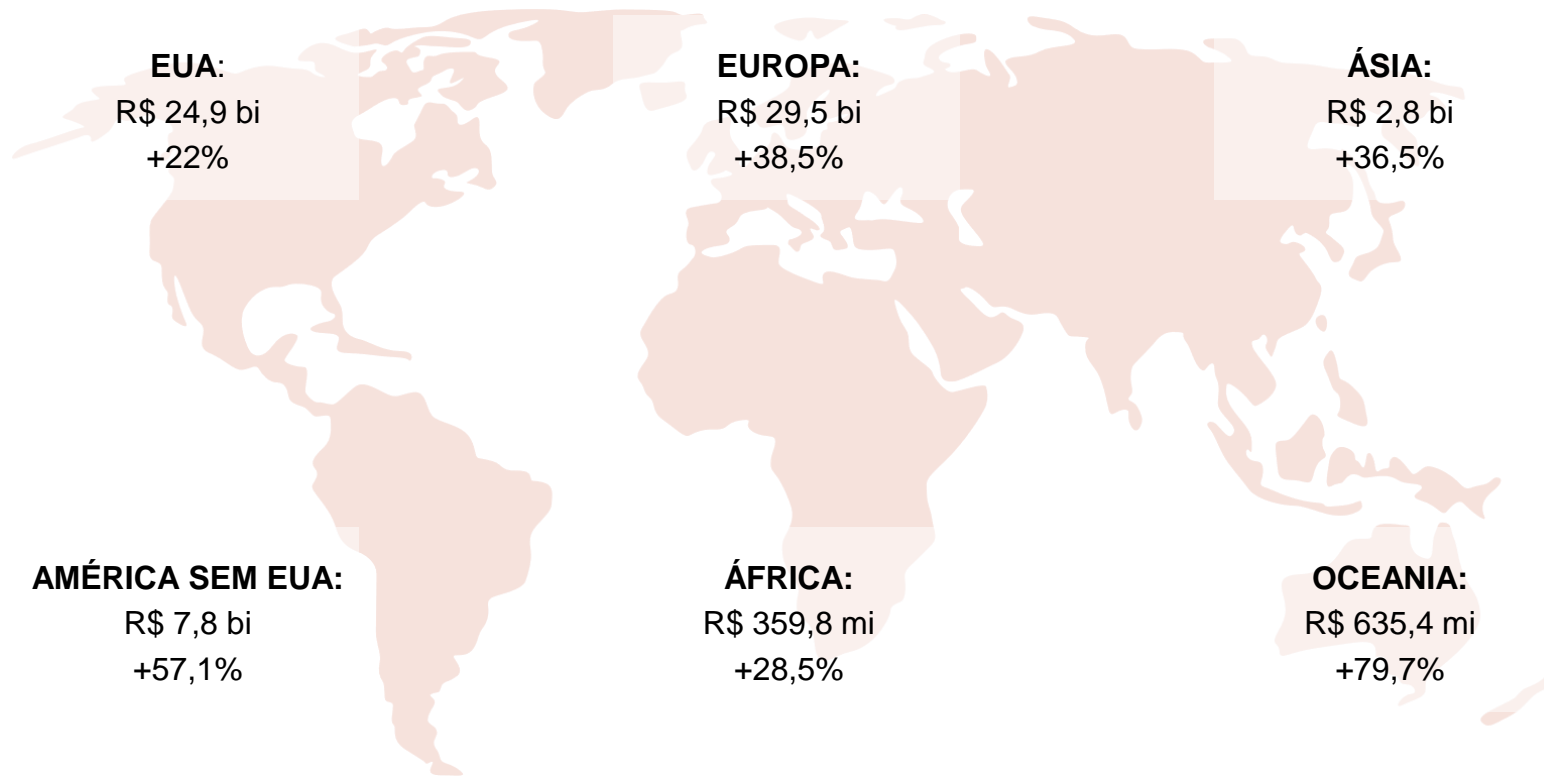 EUA:
R$ 24,9 bi
+22%
EUROPA:
R$ 29,5 bi
+38,5%
ÁSIA:
R$ 2,8 bi
+36,5%
AMÉRICA SEM EUA:
R$ 7,8 bi
+57,1%
ÁFRICA:
R$ 359,8 mi
+28,5%
OCEANIA:
R$ 635,4 mi
+79,7%